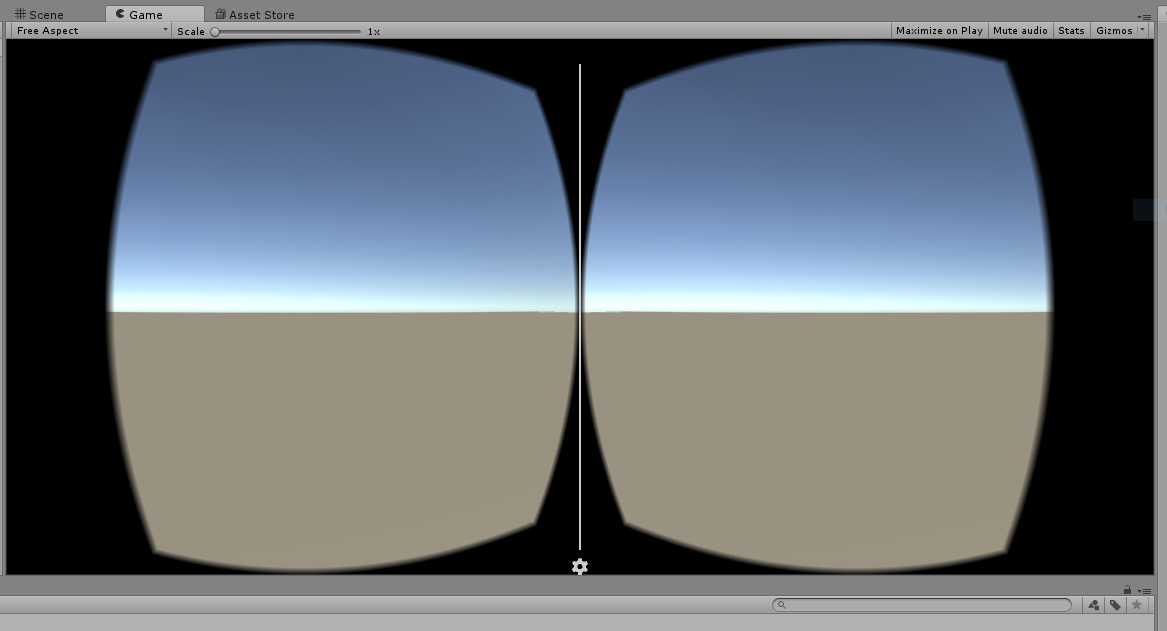 Scene Game Asset Store
Free Aspect Scale 1x Maximize on Play Mute audio Stats Gizmos